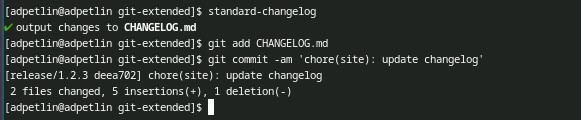 [adpetlin@adpetlin git-extended]$ standard-changelog
✔ output changes to CHANGELOG.md
[adpetlin@adpetlin git-extended]$ git add CHANGELOG.md
[adpetlin@adpetlin git-extended]$ git commit -am 'chore(site): update changelog'
[release/1.2.3 deea702] chore(site): update changelog
 2 files changed, 5 insertions(+), 1 deletion(-)
[adpetlin@adpetlin git-extended]$